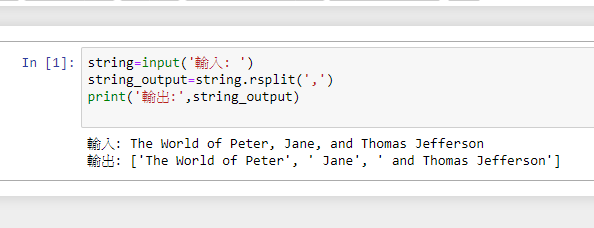 In [1]:
string=input('輸入: ')
string_output=string.rsplit(',')
print('輸出:',string_output)
輸入: The World of Peter, Jane, and Thomas Jefferson
輸出: ['The World of Peter', ' Jane', ' and Thomas Jefferson']